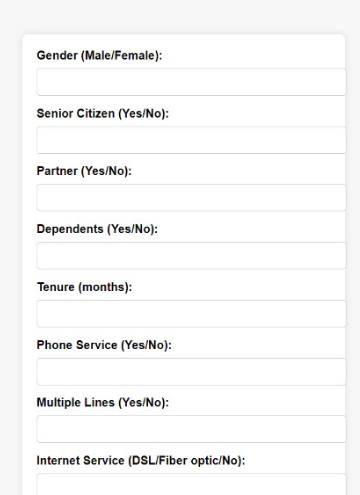 Gender (Male/Female):
Senior Citizen (Yes/No):
Partner (Yes/No):
Dependents (Yes/No):
Tenure (months):
Phone Service (Yes/No):
Multiple Lines (Yes/No):
Internet Service (DSL/Fiber optic/No):